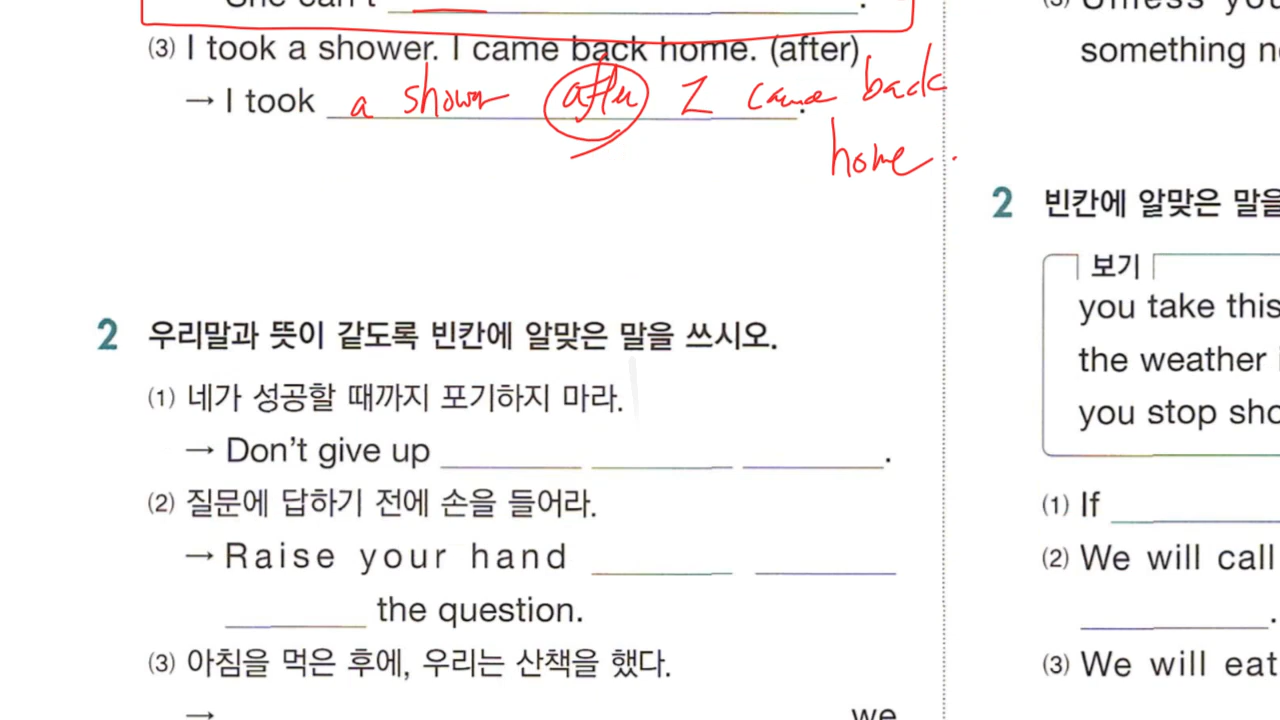 She can't
(3) I took a shower. I came back home. (after)
→ I took a shower after I came back
home.
2 우리말과 뜻이 같도록 빈칸에 알맞은 말을 쓰시오.
(1) 네가 성공할 때까지 포기하지 마라.
→ Don't give up .
(2) 질문에 답하기 전에 손을 들어라.
→ Raise your hand
the question.
(3) 아침을 먹은 후에, 우리는 산책을 했다.
→ we
(3) Unless you
something
2 빈칸에 알맞은 말을
보기
you take this
the weather
you stop
(1) If
(2) We will call
.
(3) We will eat